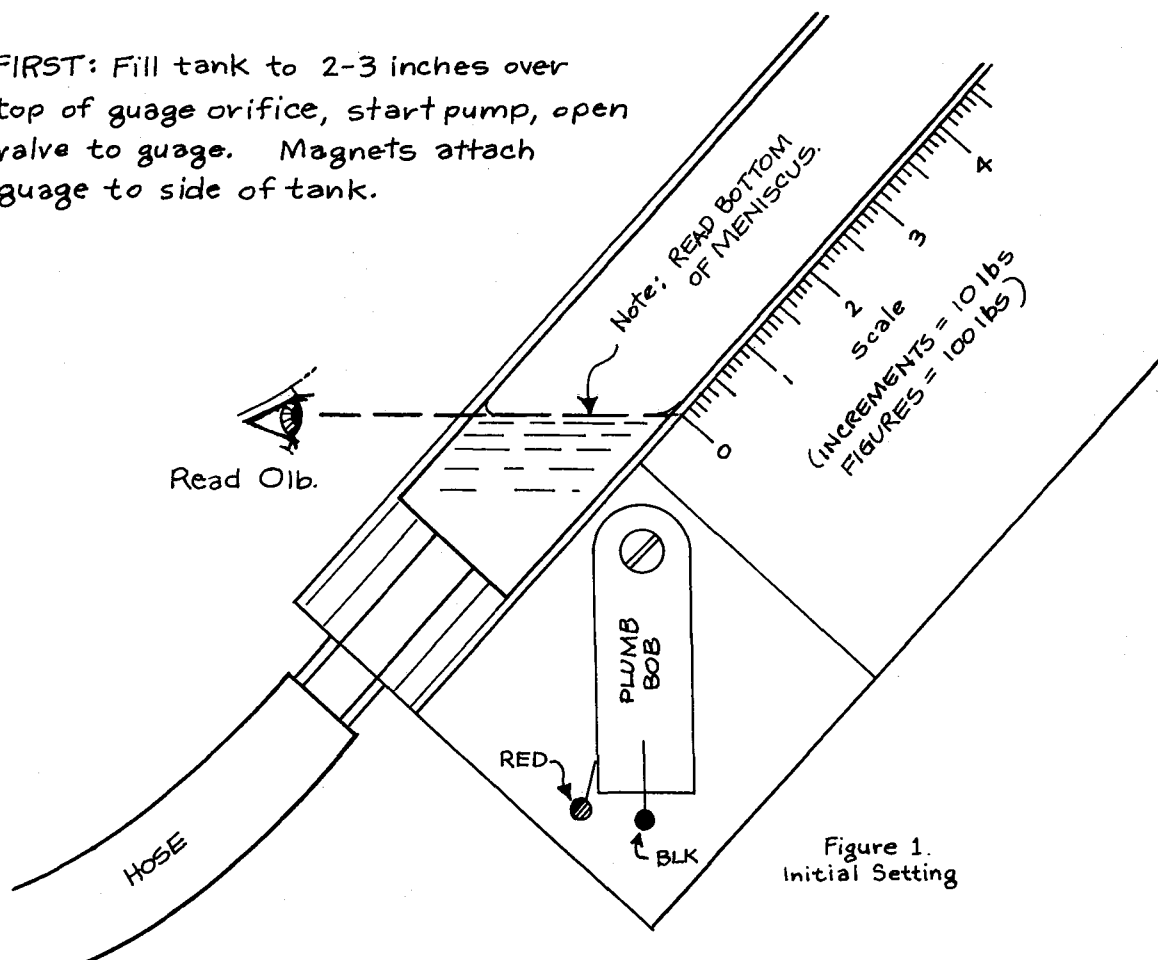 FIRST: Fill tank to 2-3 inches over
top of guage orifice, start pump, open
valve to guage. Magnets attach
guage to side of tank.
Note: READ BOTTOM
OF MENISCUS.
4
3
2
1
0
Scale
(INCREMENTS = 10 lbs
FIGURES = 100 lbs)
Read 0lb.
PLUMB
BOB
RED
BLK
HOSE
Figure 1.
Initial Setting